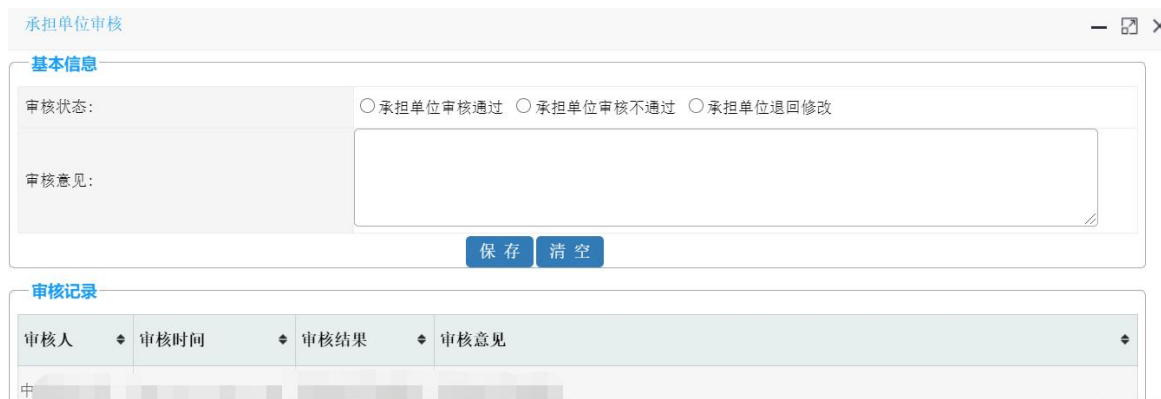 承担单位审核
基本信息
审核状态: 承担单位审核通过 承担单位审核不通过 承担单位退回修改
审核意见:
保 存 清 空
审核记录
审核人 审核时间 审核结果 审核意见
中